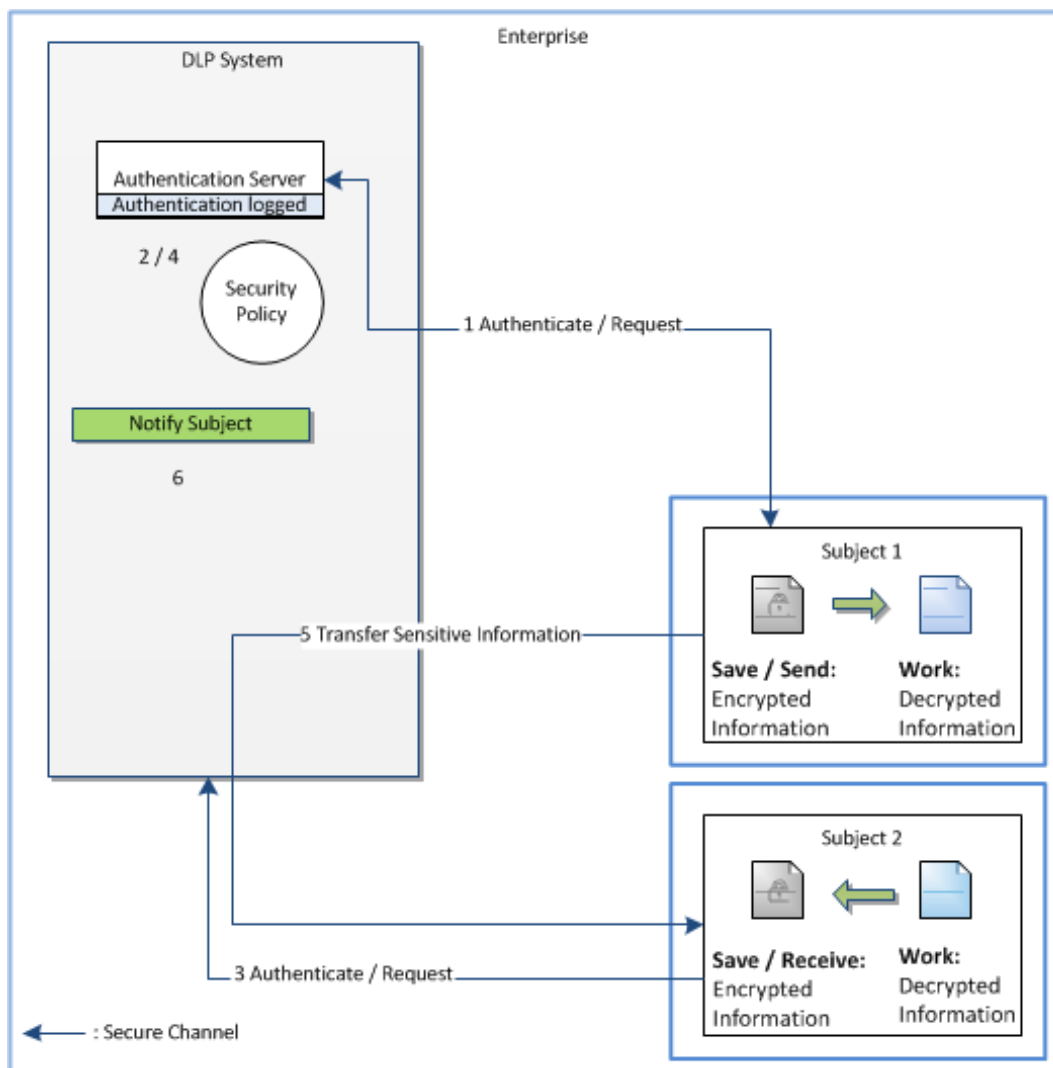 Enterprise
DLP System
Authentication Server
Authentication logged
2 / 4
Security
Policy
1 Authenticate / Request
Notify Subject
6
Subject 1
5 Transfer Sensitive Information
Save / Send:
Encrypted
Information
Work:
Decrypted
Information
Subject 2
Save / Receive:
Encrypted
Information
Work:
Decrypted
Information
3 Authenticate / Request
: Secure Channel